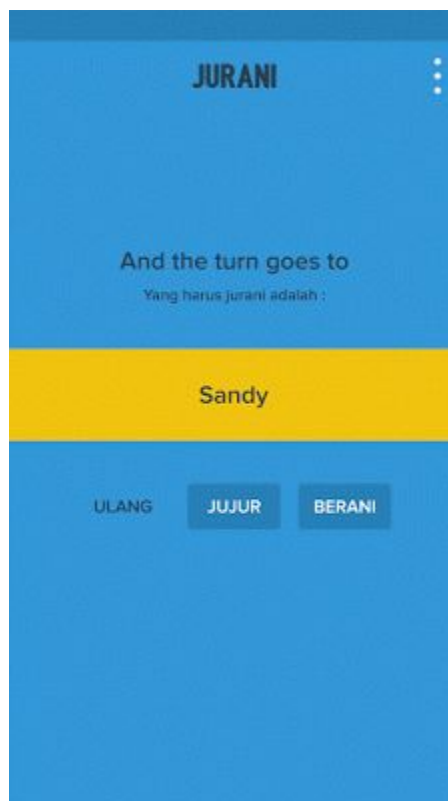 JURANI
And the turn goes to
Yang harus jurani adalah :
Sandy
ULANG JUJUR BERANI